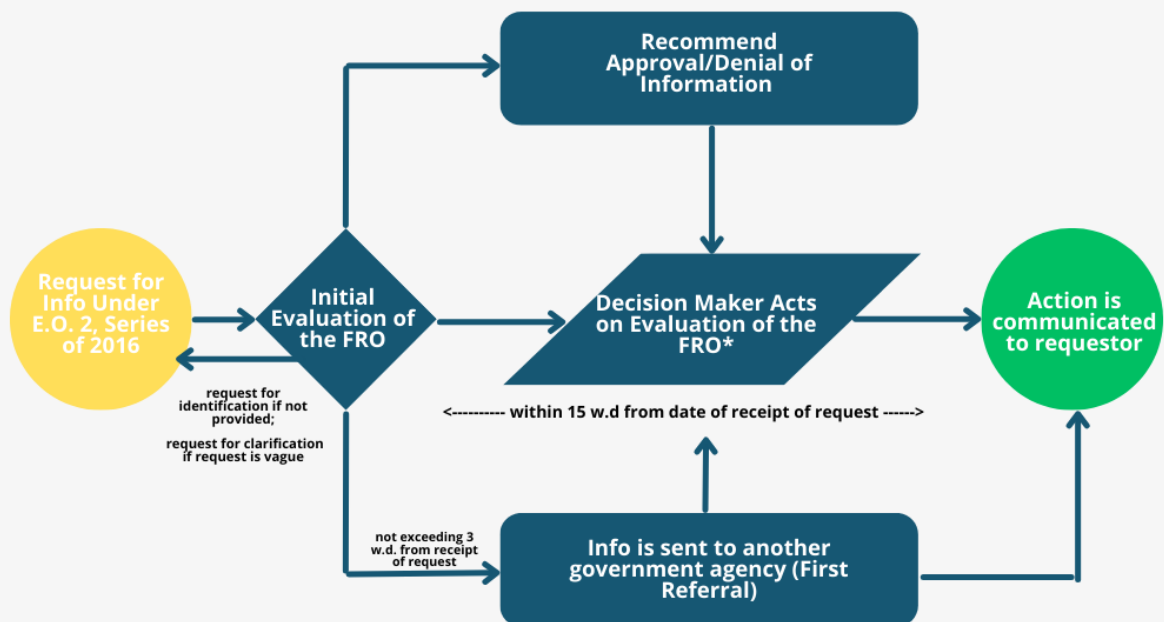 Recommend
Approval/Denial of
Information
Request for
Info Under
E.O. 2, Series
of 2016
Initial
Evaluation of
the FRO
Decision Maker Acts
on Evaluation of the
FRO*
Action is
communicated
to requestor
request for
identification if not
provided;
request for clarification
if request is vague
<---------- within 15 w.d from date of receipt of request ------>
not exceeding 3
w.d. from receipt
of request
Info is sent to another
government agency (First
Referral)